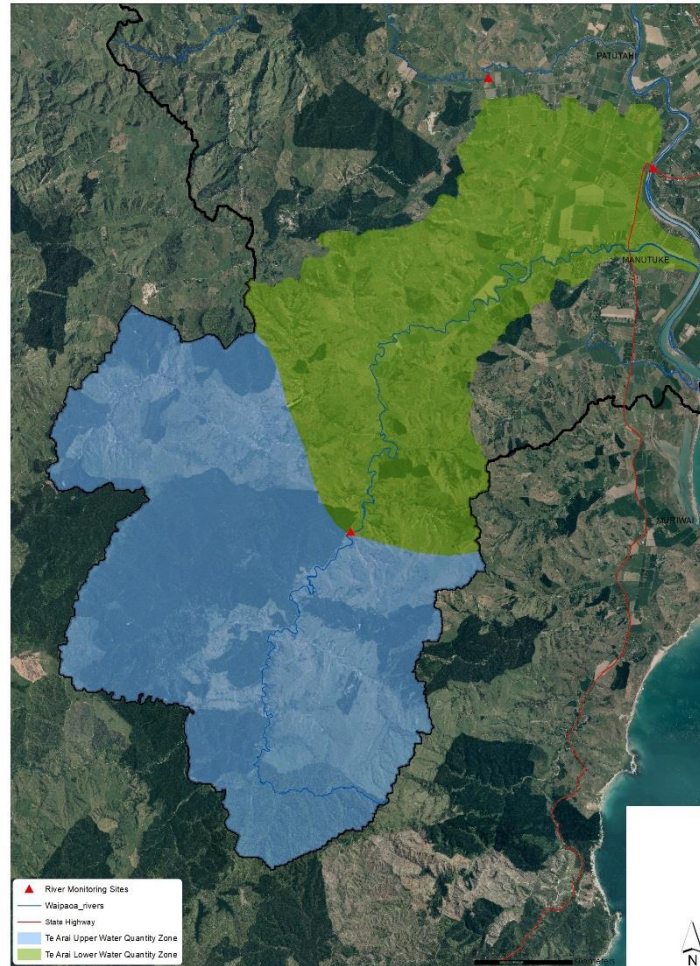 PATUTAHI
MANUTUKE
MURIWAI
River Monitoring Sites
Waipaoa_rivers
State Highway
Te Arai Upper Water Quantity Zone
Te Arai Lower Water Quantity Zone
N